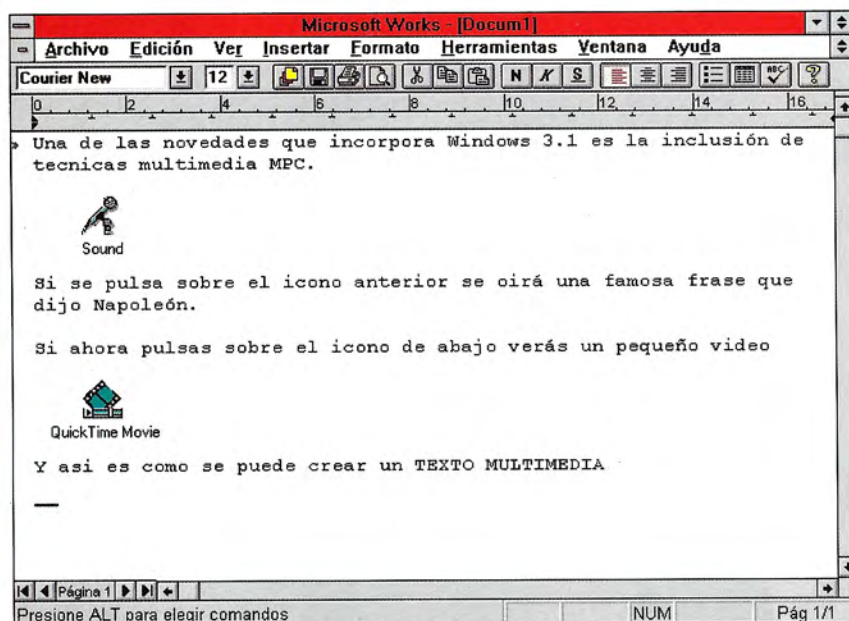 Microsoft Works - [Docum1]
Archivo Edición Ver Insertar Formato Herramientas Ventana Ayuda
Courier New 12 N K S ABC ?
0 2 4 6 8 10 12 14 16
» Una de las novedades que incorpora Windows 3.1 es la inclusión de
tecnicas multimedia MPC.
Sound
Si se pulsa sobre el icono anterior se oirá una famosa frase que
dijo Napoleón.
Si ahora pulsas sobre el icono de abajo verás un pequeño video
QuickTime Movie
Y asi es como se puede crear un TEXTO MULTIMEDIA
Página 1
Presione ALT para elegir comandos NUM Pág 1/1